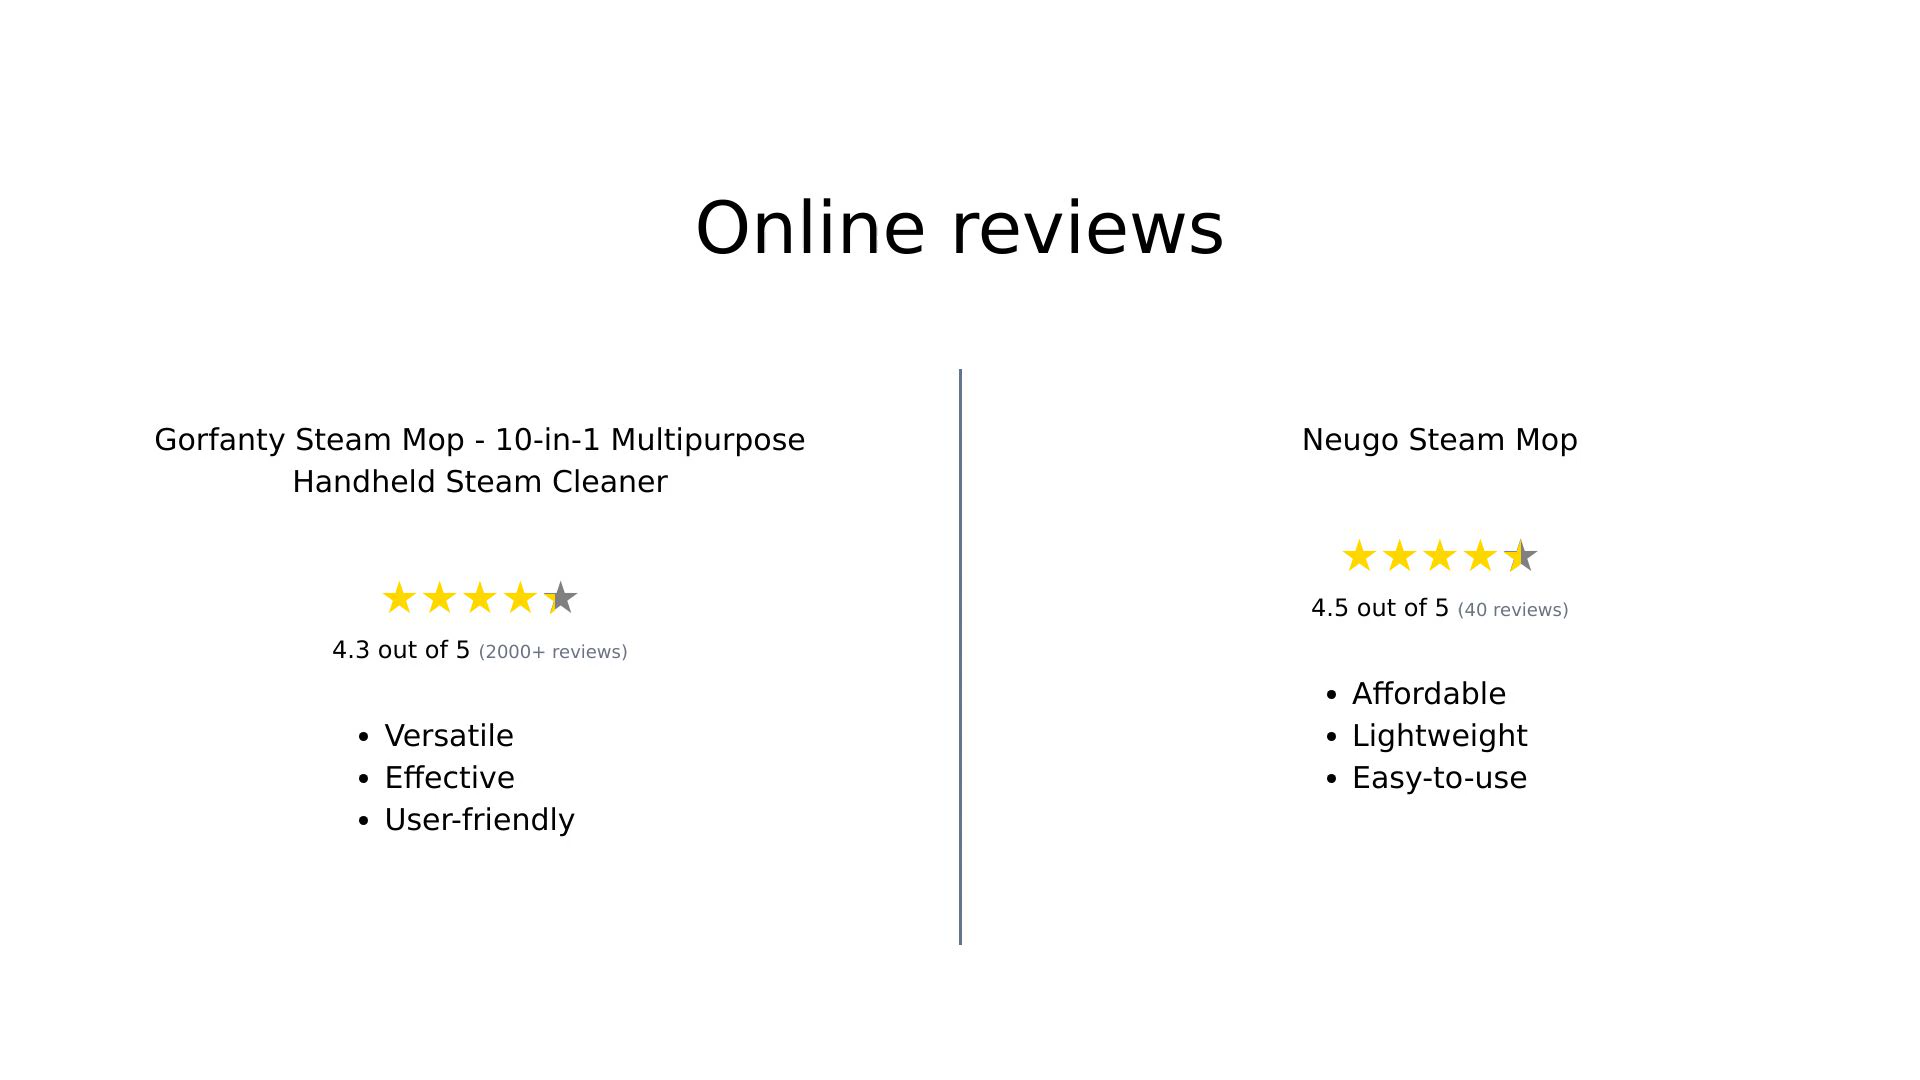 Online reviews
Gorfanty Steam Mop - 10-in-1 Multipurpose
Handheld Steam Cleaner
4.3 out of 5 (2000+ reviews)
• Versatile
• Effective
• User-friendly
Neugo Steam Mop
4.5 out of 5 (40 reviews)
• Affordable
• Lightweight
• Easy-to-use